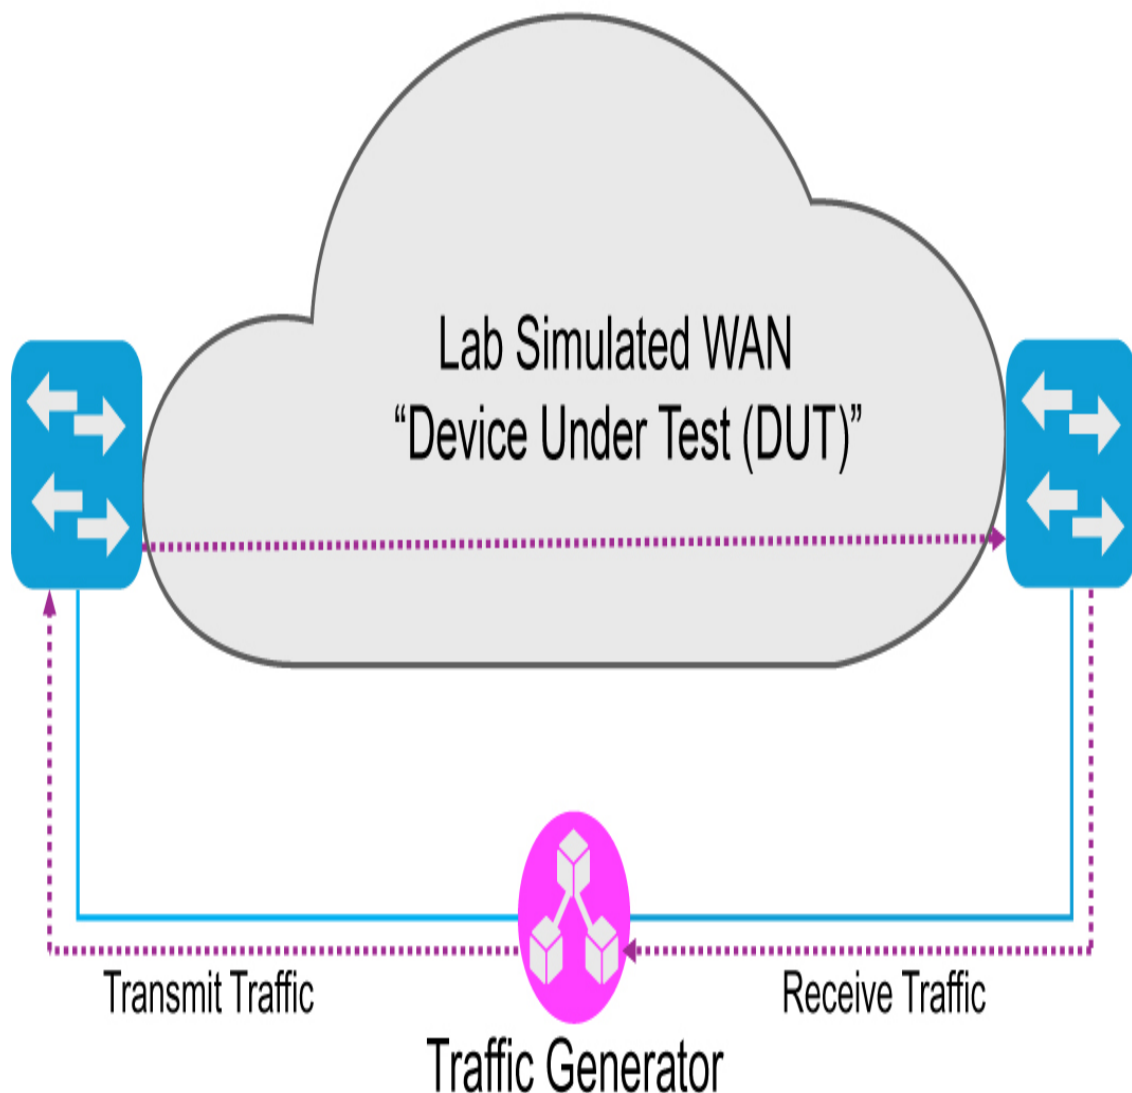 Lab Simulated WAN
“Device Under Test (DUT)”
Transmit Traffic
Receive Traffic
Traffic Generator